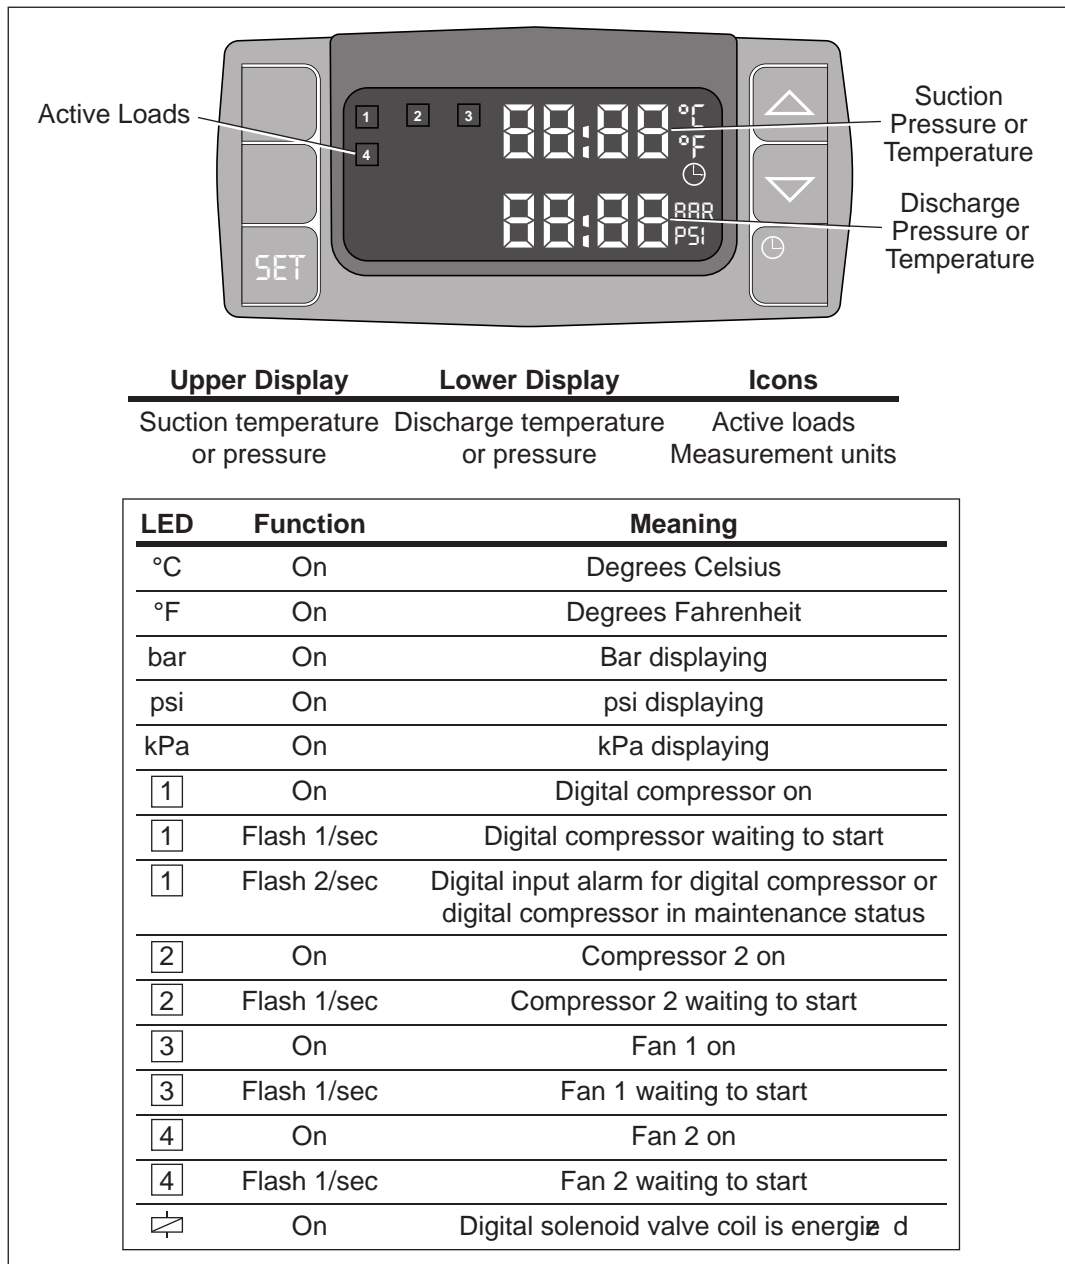 Active Loads
1 2 3
4
88:88 °C
°F
88:88 BAR
PSI
SET
Suction
Pressure or
Temperature
Discharge
Pressure or
Temperature
Upper Display Lower Display Icons
Suction temperature Discharge temperature Active loads
or pressure or pressure Measurement units
LED Function Meaning
°C On Degrees Celsius
°F On Degrees Fahrenheit
bar On Bar displaying
psi On psi displaying
kPa On kPa displaying
1 On Digital compressor on
1 Flash 1/sec Digital compressor waiting to start
1 Flash 2/sec Digital input alarm for digital compressor or
digital compressor in maintenance status
2 On Compressor 2 on
2 Flash 1/sec Compressor 2 waiting to start
3 On Fan 1 on
3 Flash 1/sec Fan 1 waiting to start
4 On Fan 2 on
4 Flash 1/sec Fan 2 waiting to start
On Digital solenoid valve coil is energize d